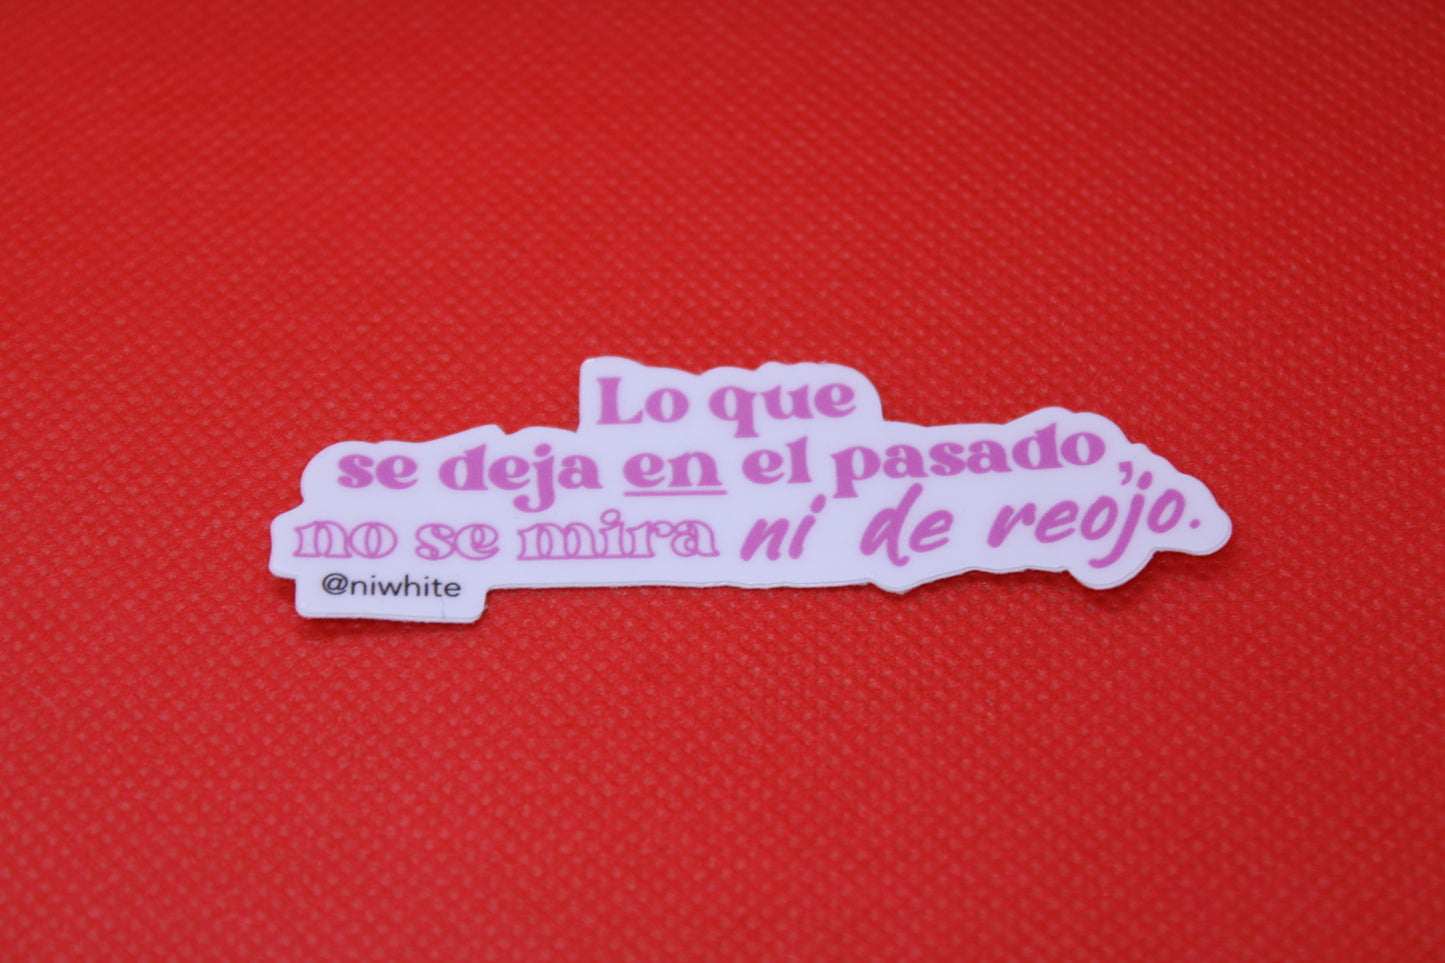 Lo que
se deja en el pasado,
no se mira ni de reojo.
@niwhite